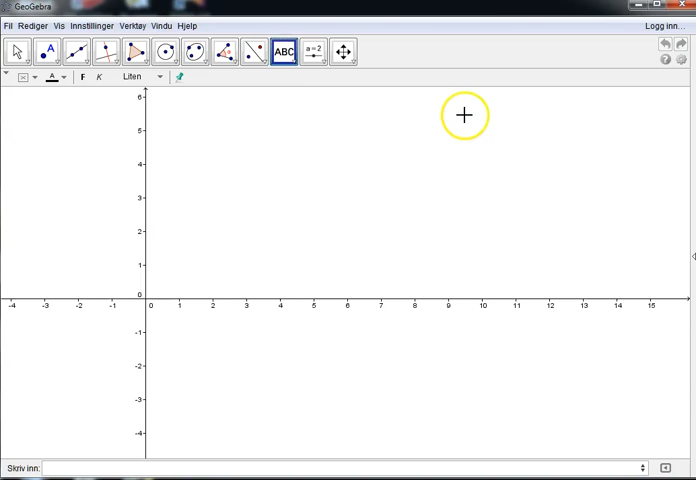 GeoGebra
Fil Rediger Vis Innstillinger Verktøy Vindu Hjelp Logg inn...
A ABC a=2
A F K Liten
6
5
4
3
2
1
0
-4 -3 -2 -1 0 1 2 3 4 5 6 7 8 9 10 11 12 13 14 15
-1
-2
-3
-4
Skriv inn: